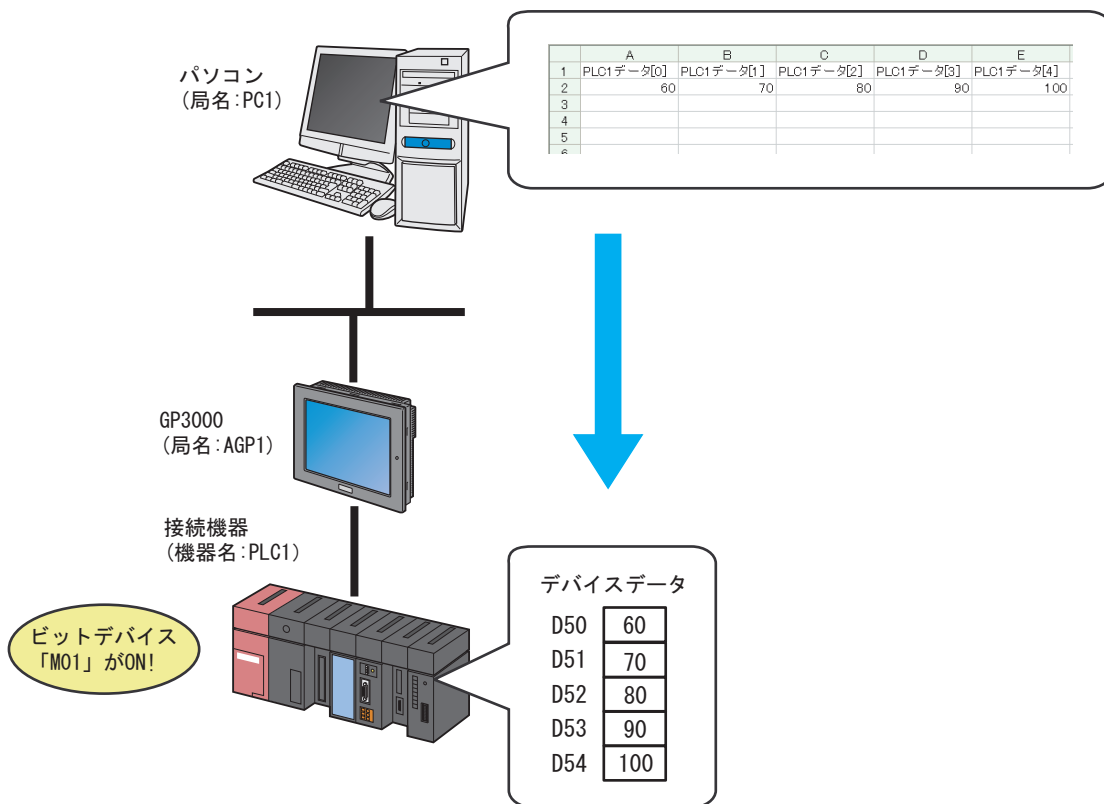 パソコン
(局名:PC1)
A B C D E
1 PLC1データ[0] PLC1データ[1] PLC1データ[2] PLC1データ[3] PLC1データ[4]
2 60 70 80 90 100
3
4
5
6
GP3000
(局名:AGP1)
接続機器
(機器名:PLC1)
ビットデバイス
「M01」がON!
デバイスデータ
D50 60
D51 70
D52 80
D53 90
D54 100